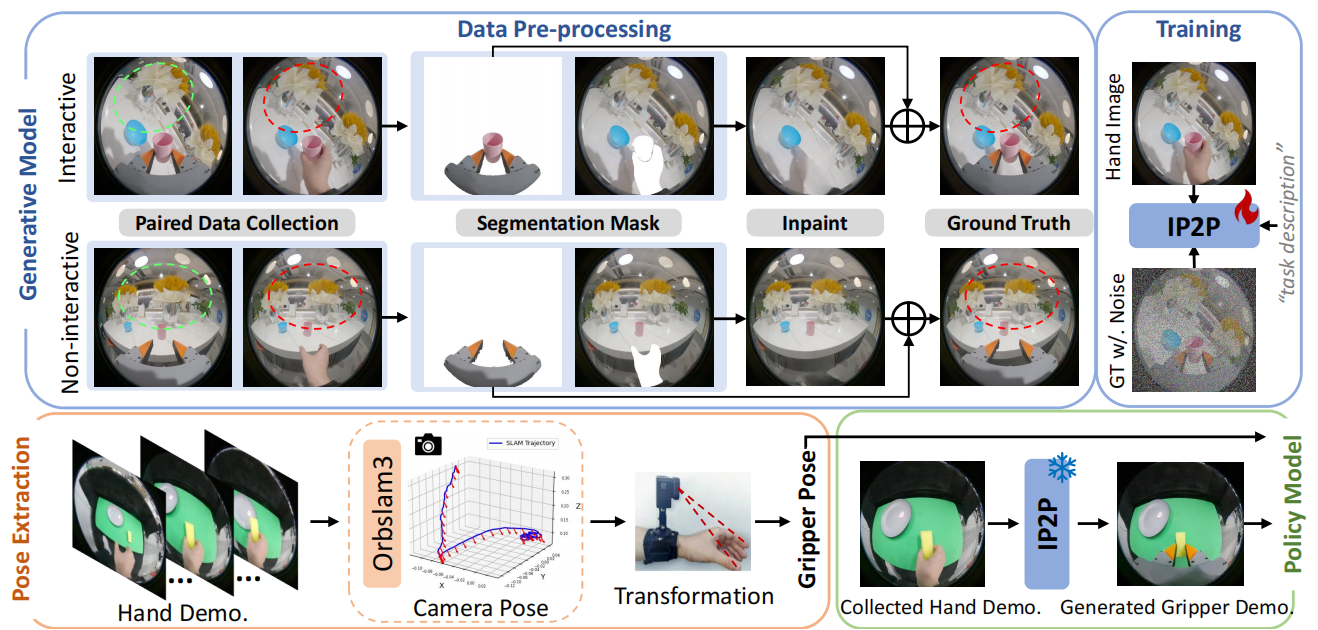 Data Pre-processing
Training
Generative Model
Interactive
Non-interactive
Paired Data Collection
Segmentation Mask
Inpaint
Ground Truth
Hand Image
IP2P
"task description"
GT w/. Noise
Pose Extraction
Hand Demo.
...
...
Orbslam3
SLAM Trajectory
X
Y
Z
Camera Pose
Transformation
Gripper Pose
Collected Hand Demo.
IP2P
Generated Gripper Demo.
Policy Model